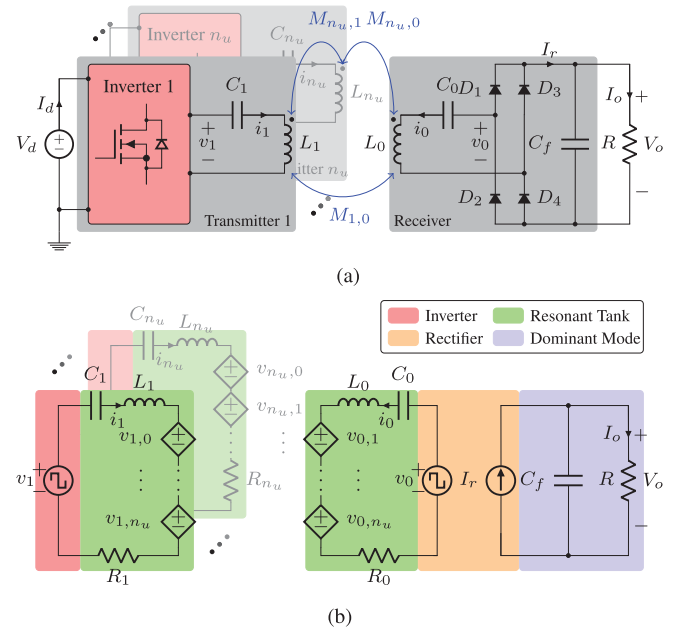 M_{n_u,1} M_{n_u,0}
Inverter n_u
C_{n_u}
i_{n_u}
L_{n_u}
itter n_u
I_d
V_d
+
−
Inverter 1
C_1
+
v_1
−
i_1
L_1
Transmitter 1
M_{1,0}
L_0
i_0
C_0
+
v_0
−
D_1
D_3
D_2
D_4
Receiver
I_r
C_f
I_o
R
+
V_o
−
(a)
Inverter
Resonant Tank
Rectifier
Dominant Mode
C_{n_u}
L_{n_u}
i_{n_u}
v_{n_u,0}
v_{n_u,1}
R_{n_u}
C_1
L_1
i_1
v_{1,0}
v_1
+
−
v_{1,n_u}
R_1
L_0
C_0
i_0
v_{0,1}
v_0
+
−
v_{0,n_u}
R_0
I_r
C_f
I_o
R
+
V_o
−
(b)